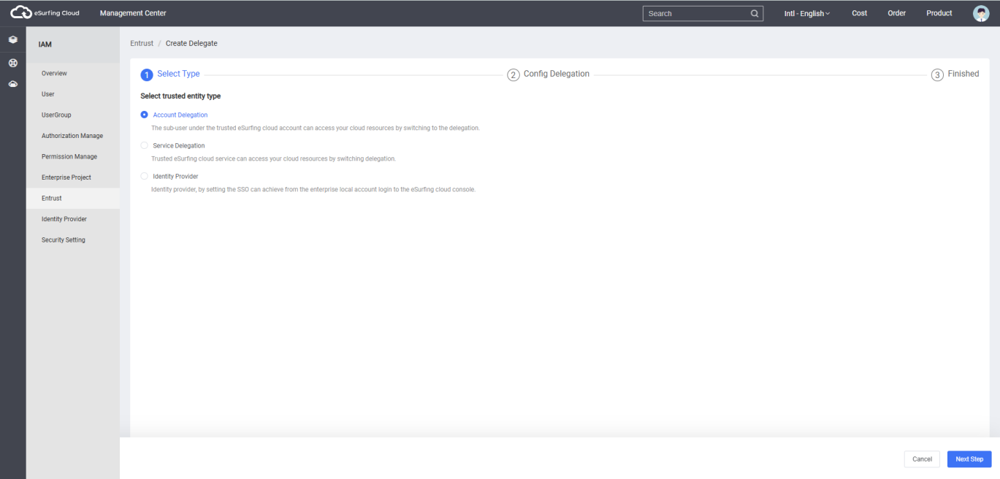 eSurfing Cloud
Management Center
Search
Intl - English
Cost
Order
Product
IAM
Overview
User
UserGroup
Authorization Manage
Permission Manage
Enterprise Project
Entrust
Identity Provider
Security Setting
Entrust / Create Delegate
1 Select Type
2 Config Delegation
3 Finished
Select trusted entity type
Account Delegation
The sub-user under the trusted eSurfing cloud account can access your cloud resources by switching to the delegation.
Service Delegation
Trusted eSurfing cloud service can access your cloud resources by switching delegation.
Identity Provider
Identity provider, by setting the SSO can achieve from the enterprise local account login to the eSurfing cloud console.
Cancel
Next Step